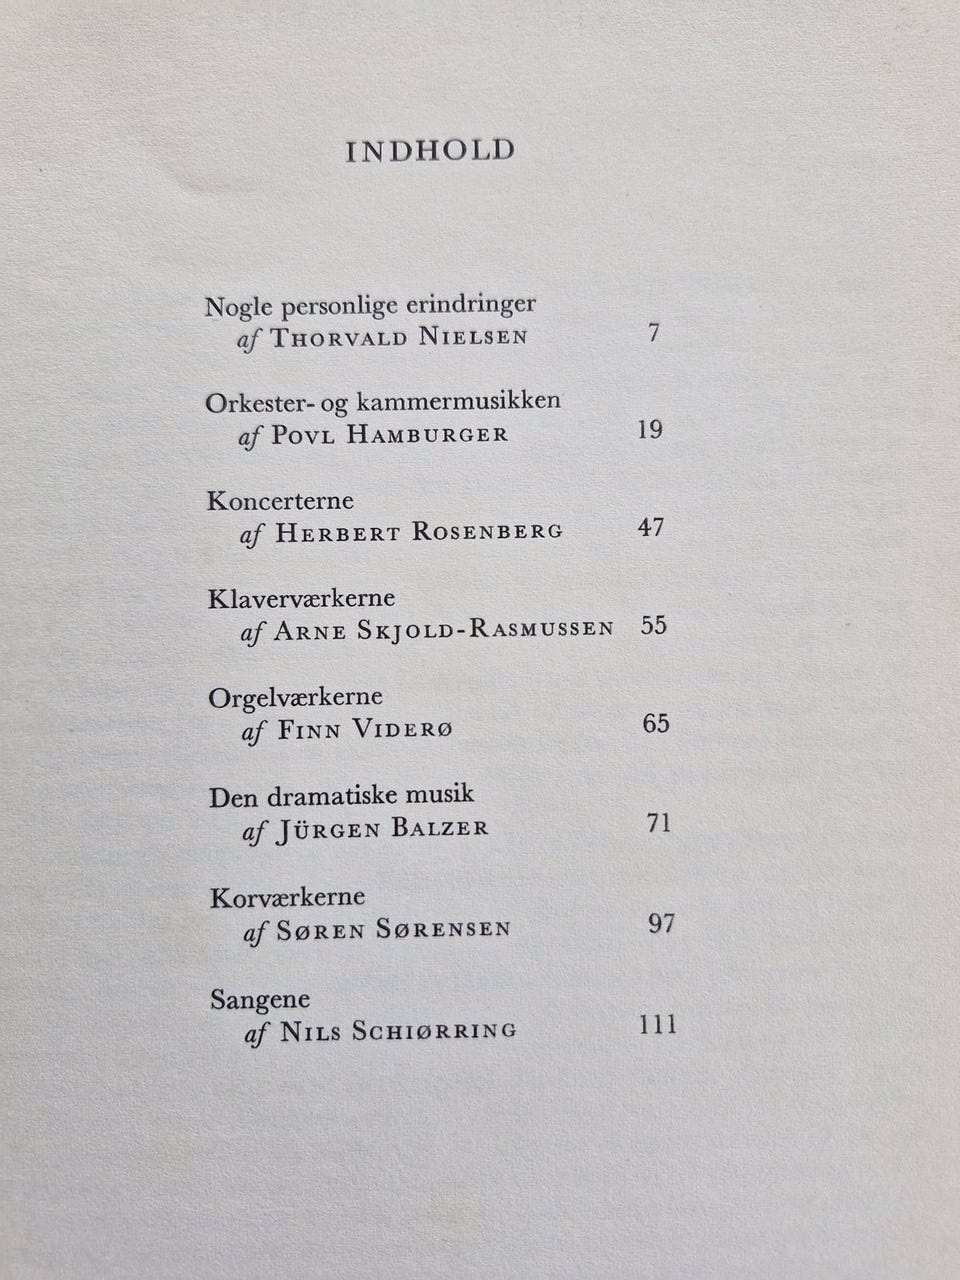 INDHOLD
Nogle personlige erindringer
af THORVALD NIELSEN 7
Orkester- og kammermusikken
af POVL HAMBURGER 19
Koncerterne
af HERBERT ROSENBERG 47
Klaverværkerne
af ARNE SKJOLD-RASMUSSEN 55
Orgelværkerne
af FINN VIDERØ 65
Den dramatiske musik
af JÜRGEN BALZER 71
Korværkerne
af SØREN SØRENSEN 97
Sangene
af NILS SCHIØRRING 111